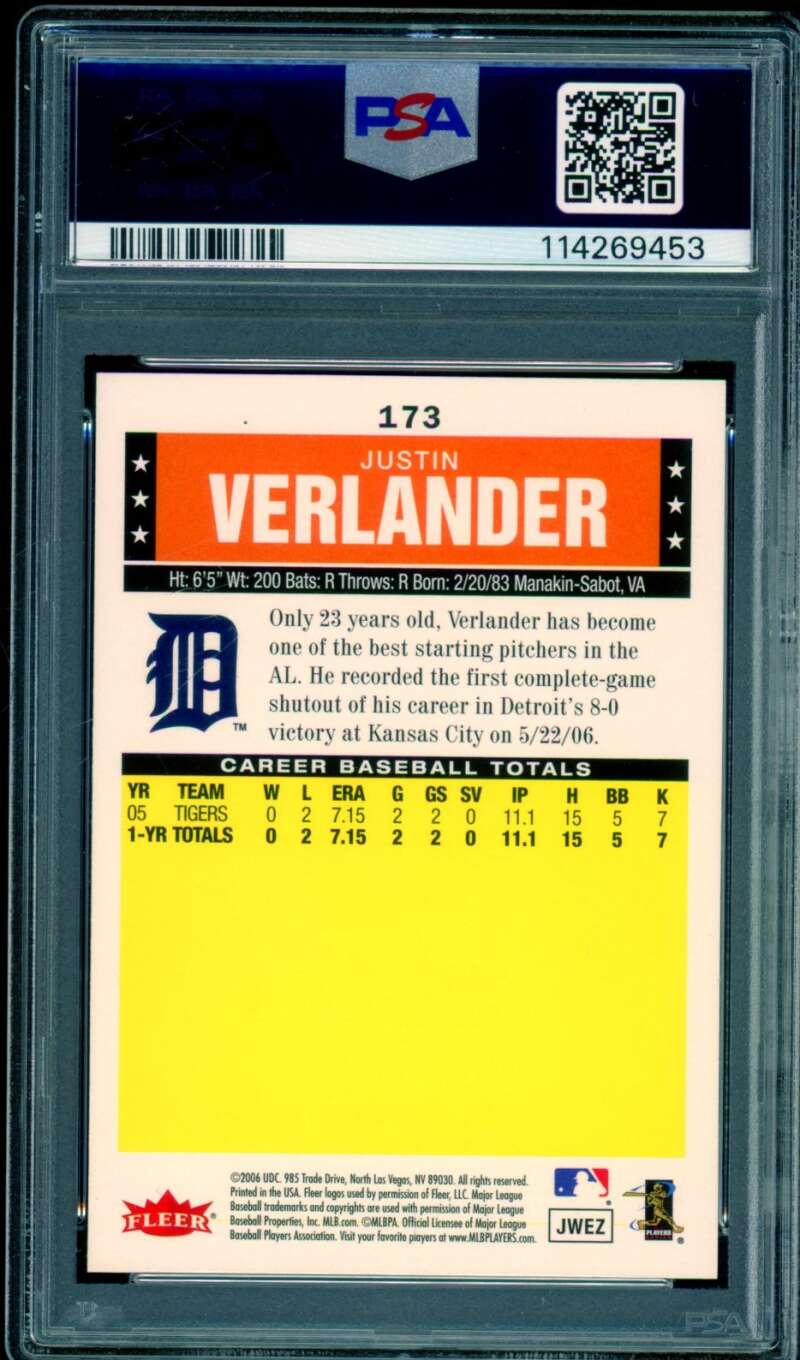 PSA
114269453
173
JUSTIN
VERLANDER
Ht: 6'5" Wt: 200 Bats: R Throws: R Born: 2/20/83 Manakin-Sabot, VA
Only 23 years old, Verlander has become
one of the best starting pitchers in the
AL. He recorded the first complete-game
shutout of his career in Detroit's 8-0
victory at Kansas City on 5/22/06.
D TM
CAREER BASEBALL TOTALS
YR TEAM W L ERA G GS SV IP H BB K
05 TIGERS 0 2 7.15 2 2 0 11.1 15 5 7
1-YR TOTALS 0 2 7.15 2 2 0 11.1 15 5 7
©2006 UDC. 985 Trade Drive, North Las Vegas, NV 89030. All rights reserved.
Printed in the USA. Fleer logos used by permission of Fleer, LLC. Major League
Baseball trademarks and copyrights are used with permission of Major League
Baseball Properties, Inc. MLB.com. ©MLBPA. Official Licensee of Major League
Baseball Players Association. Visit your favorite players at www.MLBPLAYERS.com.
FLEER®
JWEZ
PLAYERS
®
PSA